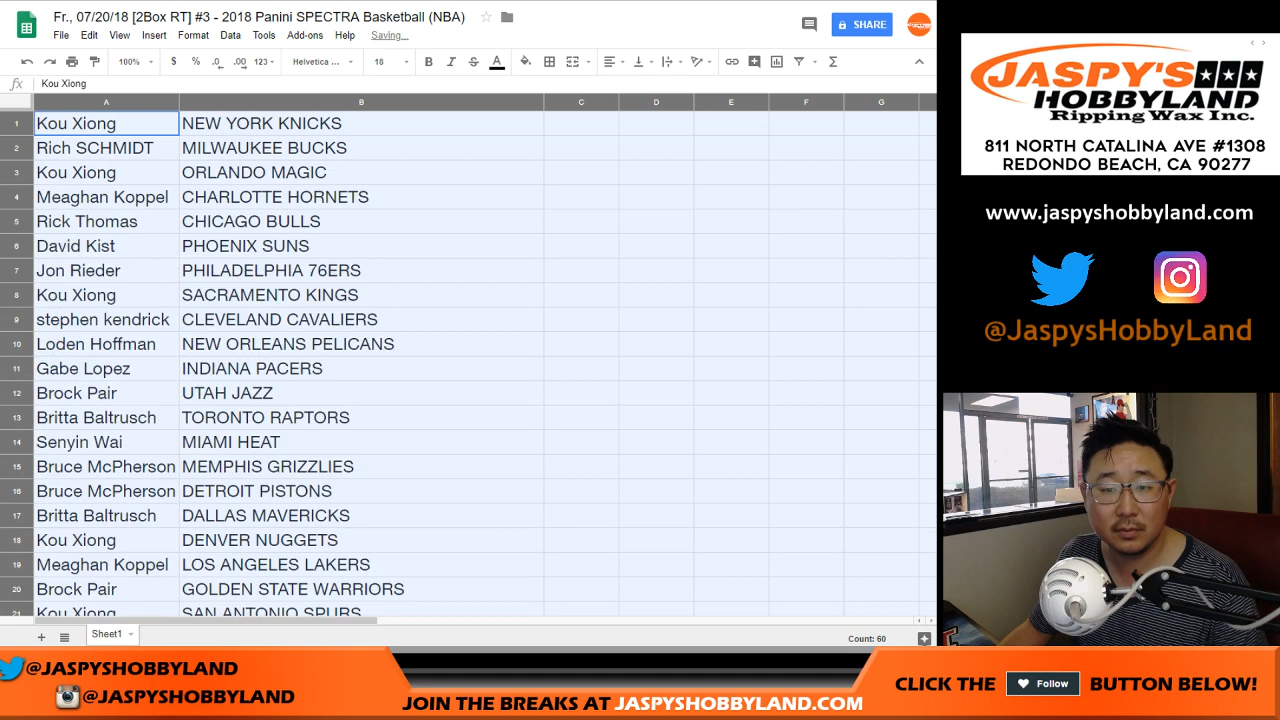 Fr., 07/20/18 [2Box RT] #3 - 2018 Panini SPECTRA Basketball (NBA)
File Edit View Insert Format Data Tools Add-ons Help Saving...
SHARE
100% $ % .0 .00 123 Helvetica ... 18 B I S A
fx Kou Xiong
A B C D E F G
1 Kou Xiong NEW YORK KNICKS
2 Rich SCHMIDT MILWAUKEE BUCKS
3 Kou Xiong ORLANDO MAGIC
4 Meaghan Koppel CHARLOTTE HORNETS
5 Rick Thomas CHICAGO BULLS
6 David Kist PHOENIX SUNS
7 Jon Rieder PHILADELPHIA 76ERS
8 Kou Xiong SACRAMENTO KINGS
9 stephen kendrick CLEVELAND CAVALIERS
10 Loden Hoffman NEW ORLEANS PELICANS
11 Gabe Lopez INDIANA PACERS
12 Brock Pair UTAH JAZZ
13 Britta Baltrusch TORONTO RAPTORS
14 Senyin Wai MIAMI HEAT
15 Bruce McPherson MEMPHIS GRIZZLIES
16 Bruce McPherson DETROIT PISTONS
17 Britta Baltrusch DALLAS MAVERICKS
18 Kou Xiong DENVER NUGGETS
19 Meaghan Koppel LOS ANGELES LAKERS
20 Brock Pair GOLDEN STATE WARRIORS
21 Kou Xiong SAN ANTONIO SPURS
Sheet1
Count: 60
JASPY'S
HOBBYLAND
Ripping Wax Inc.
811 NORTH CATALINA AVE #1308
REDONDO BEACH, CA 90277
www.jaspyshobbyland.com
@JaspysHobbyLand
@JASPYSHOBBYLAND
@JASPYSHOBBYLAND
JOIN THE BREAKS AT JASPYSHOBBYLAND.COM
CLICK THE Follow BUTTON BELOW!